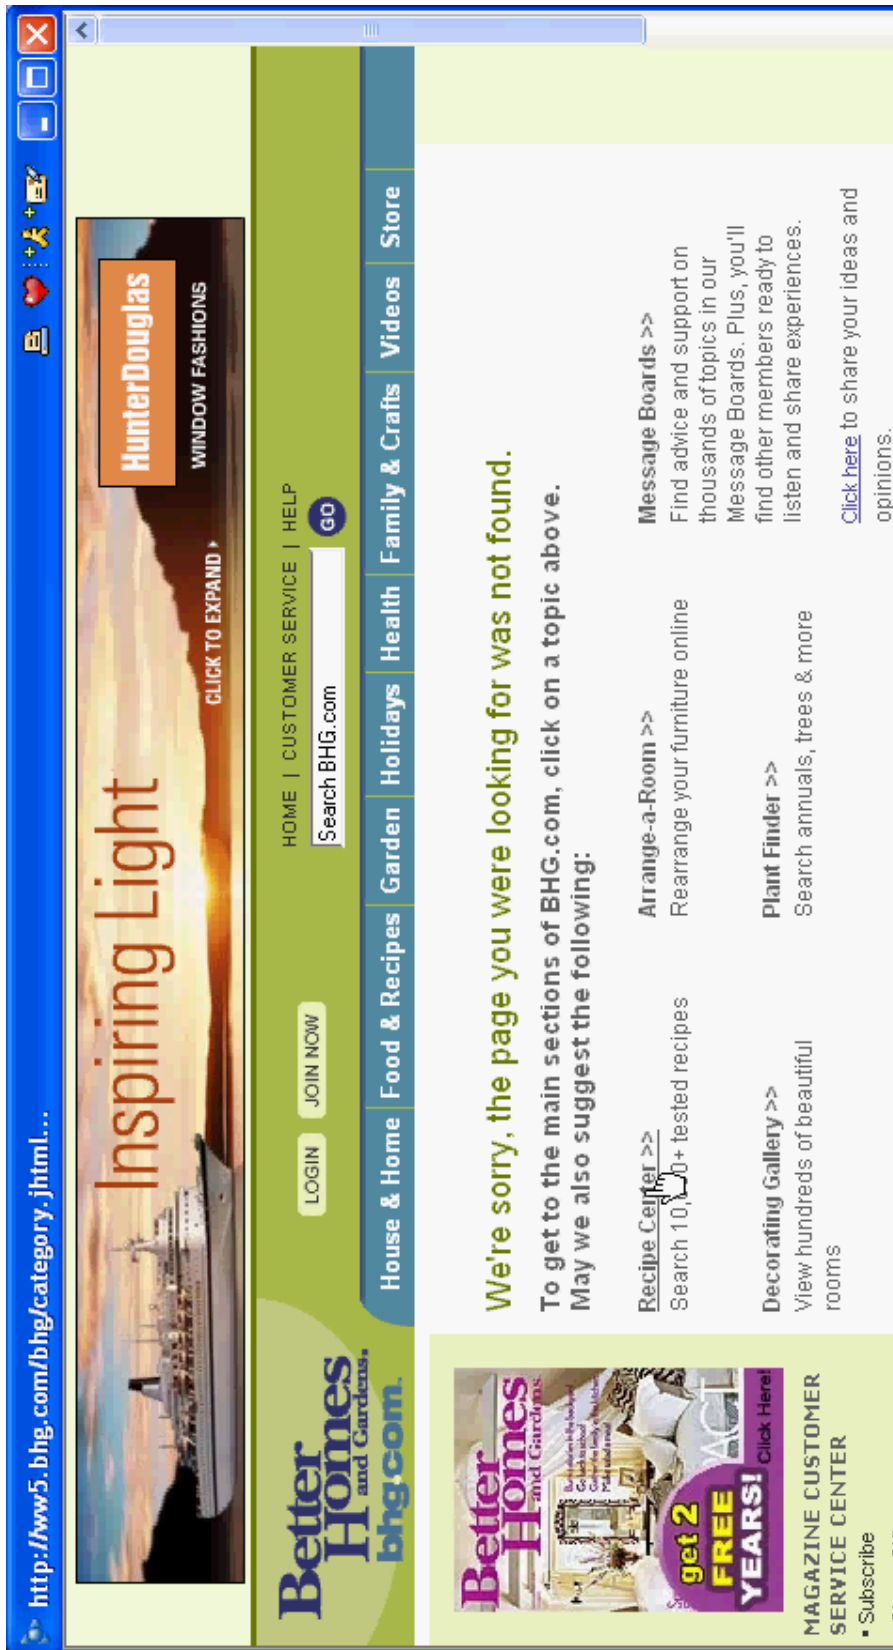 http://ww5.bhg.com/bhg/category.jhtml...
Inspiring Light
CLICK TO EXPAND
HunterDouglas
WINDOW FASHIONS
Better
Homes
and Gardens.
bhg.com.
LOGIN
JOIN NOW
HOME | CUSTOMER SERVICE | HELP
Search BHG.com
GO
House & Home
Food & Recipes
Garden
Holidays
Health
Family & Crafts
Videos
Store
We're sorry, the page you were looking for was not found.
To get to the main sections of BHG.com, click on a topic above.
May we also suggest the following:
Recipe Center >>
Search 10, 0+ tested recipes
Arrange-a-Room >>
Rearrange your furniture online
Message Boards >>
Find advice and support on
thousands of topics in our
Message Boards. Plus, you'll
find other members ready to
listen and share experiences.
Click here to share your ideas and
opinions.
Decorating Gallery >>
View hundreds of beautiful
rooms
Plant Finder >>
Search annuals, trees & more
Better
Homes
and Gardens
get 2
FREE
YEARS!
Click Here!
MAGAZINE CUSTOMER
SERVICE CENTER
▪ Subscribe